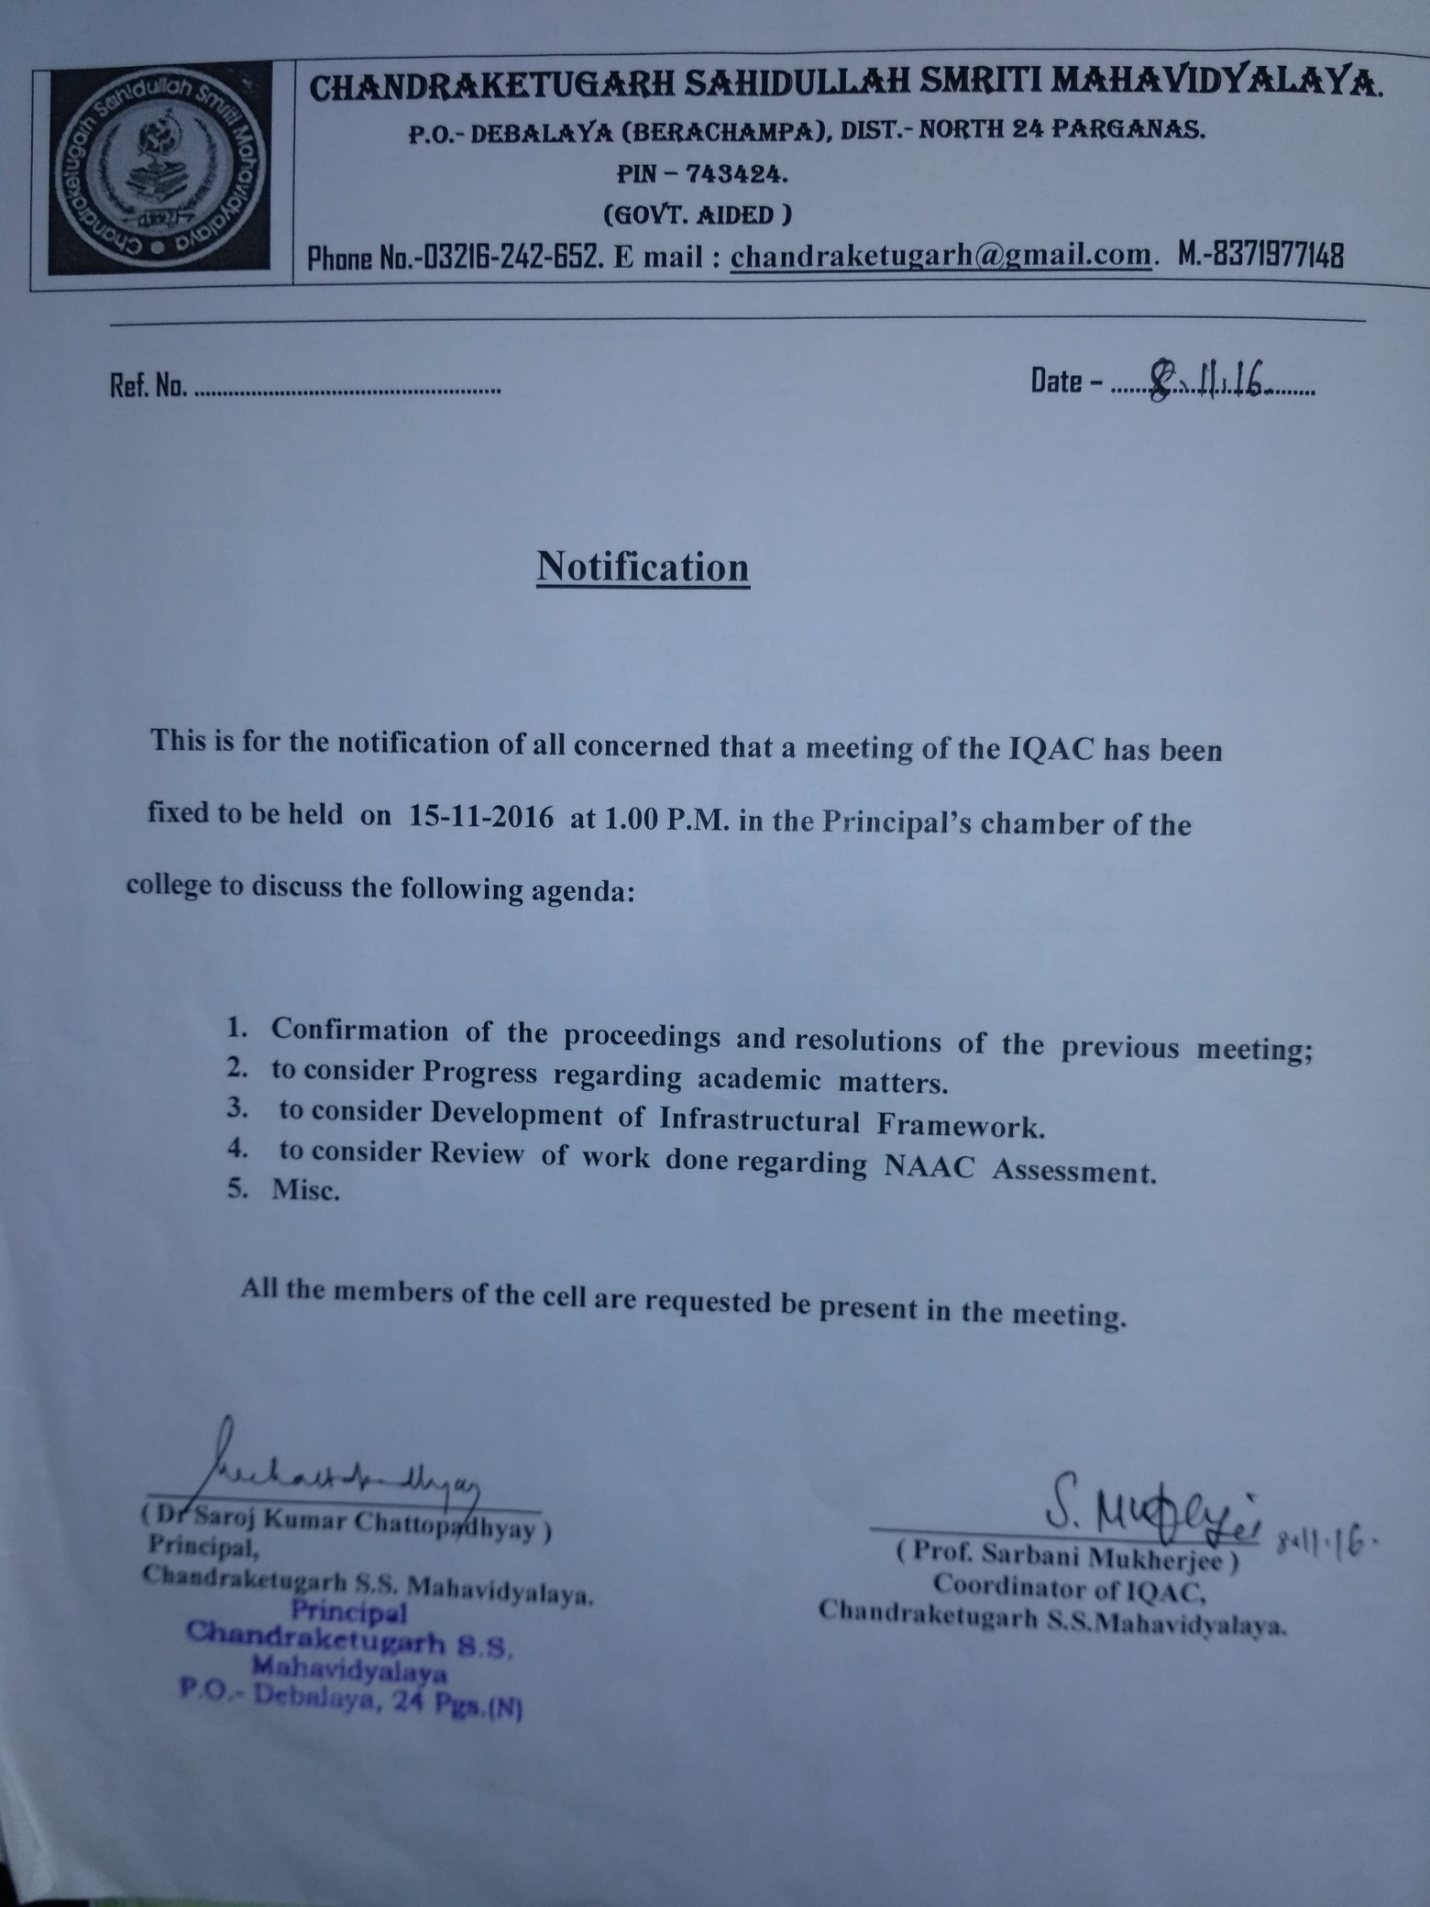 Chandraketugarh Sahidullah Smriti Mahavidyalaya
CHANDRAKETUGARH SAHIDULLAH SMRITI MAHAVIDYALAYA.
P.O.- DEBALAYA (BERACHAMPA), DIST.- NORTH 24 PARGANAS.
PIN – 743424.
(GOVT. AIDED )
Phone No.-03216-242-652. E mail : chandraketugarh@gmail.com. M.-8371977148
Ref. No. ..................................................... Date – ......8.11.16.........
Notification
This is for the notification of all concerned that a meeting of the IQAC has been
fixed to be held on 15-11-2016 at 1.00 P.M. in the Principal's chamber of the
college to discuss the following agenda:
1. Confirmation of the proceedings and resolutions of the previous meeting;
2. to consider Progress regarding academic matters.
3. to consider Development of Infrastructural Framework.
4. to consider Review of work done regarding NAAC Assessment.
5. Misc.
All the members of the cell are requested be present in the meeting.
( Dr Saroj Kumar Chattopadhyay )
Principal,
Chandraketugarh S.S. Mahavidyalaya.
Principal
Chandraketugarh S.S.
Mahavidyalaya
P.O.- Debalaya, 24 Pgs.(N)
S. Mukherjee 8.11.16.
( Prof. Sarbani Mukherjee )
Coordinator of IQAC,
Chandraketugarh S.S.Mahavidyalaya.